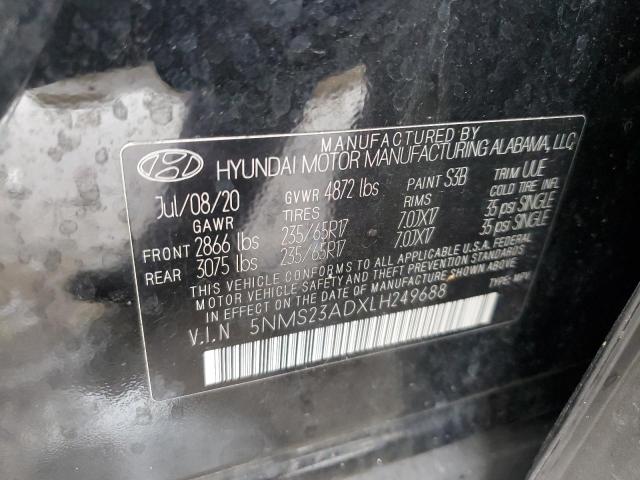 MANUFACTURED BY
HYUNDAI MOTOR MANUFACTURING ALABAMA, LLC
Jul/08/20 GVWR 4872 lbs PAINT S3B TRIM UUE
GAWR TIRES RIMS COLD TIRE INFL
FRONT 2866 lbs 235/65R17 7.0JX17 35 psi SINGLE
REAR 3075 lbs 235/65R17 7.0JX17 35 psi SINGLE
THIS VEHICLE CONFORMS TO ALL APPLICABLE U.S.A. FEDERAL
MOTOR VEHICLE SAFETY AND THEFT PREVENTION STANDARDS
IN EFFECT ON THE DATE OF MANUFACTURE SHOWN ABOVE.
V.I.N 5NMS23ADXLH249688 TYPE: MPV